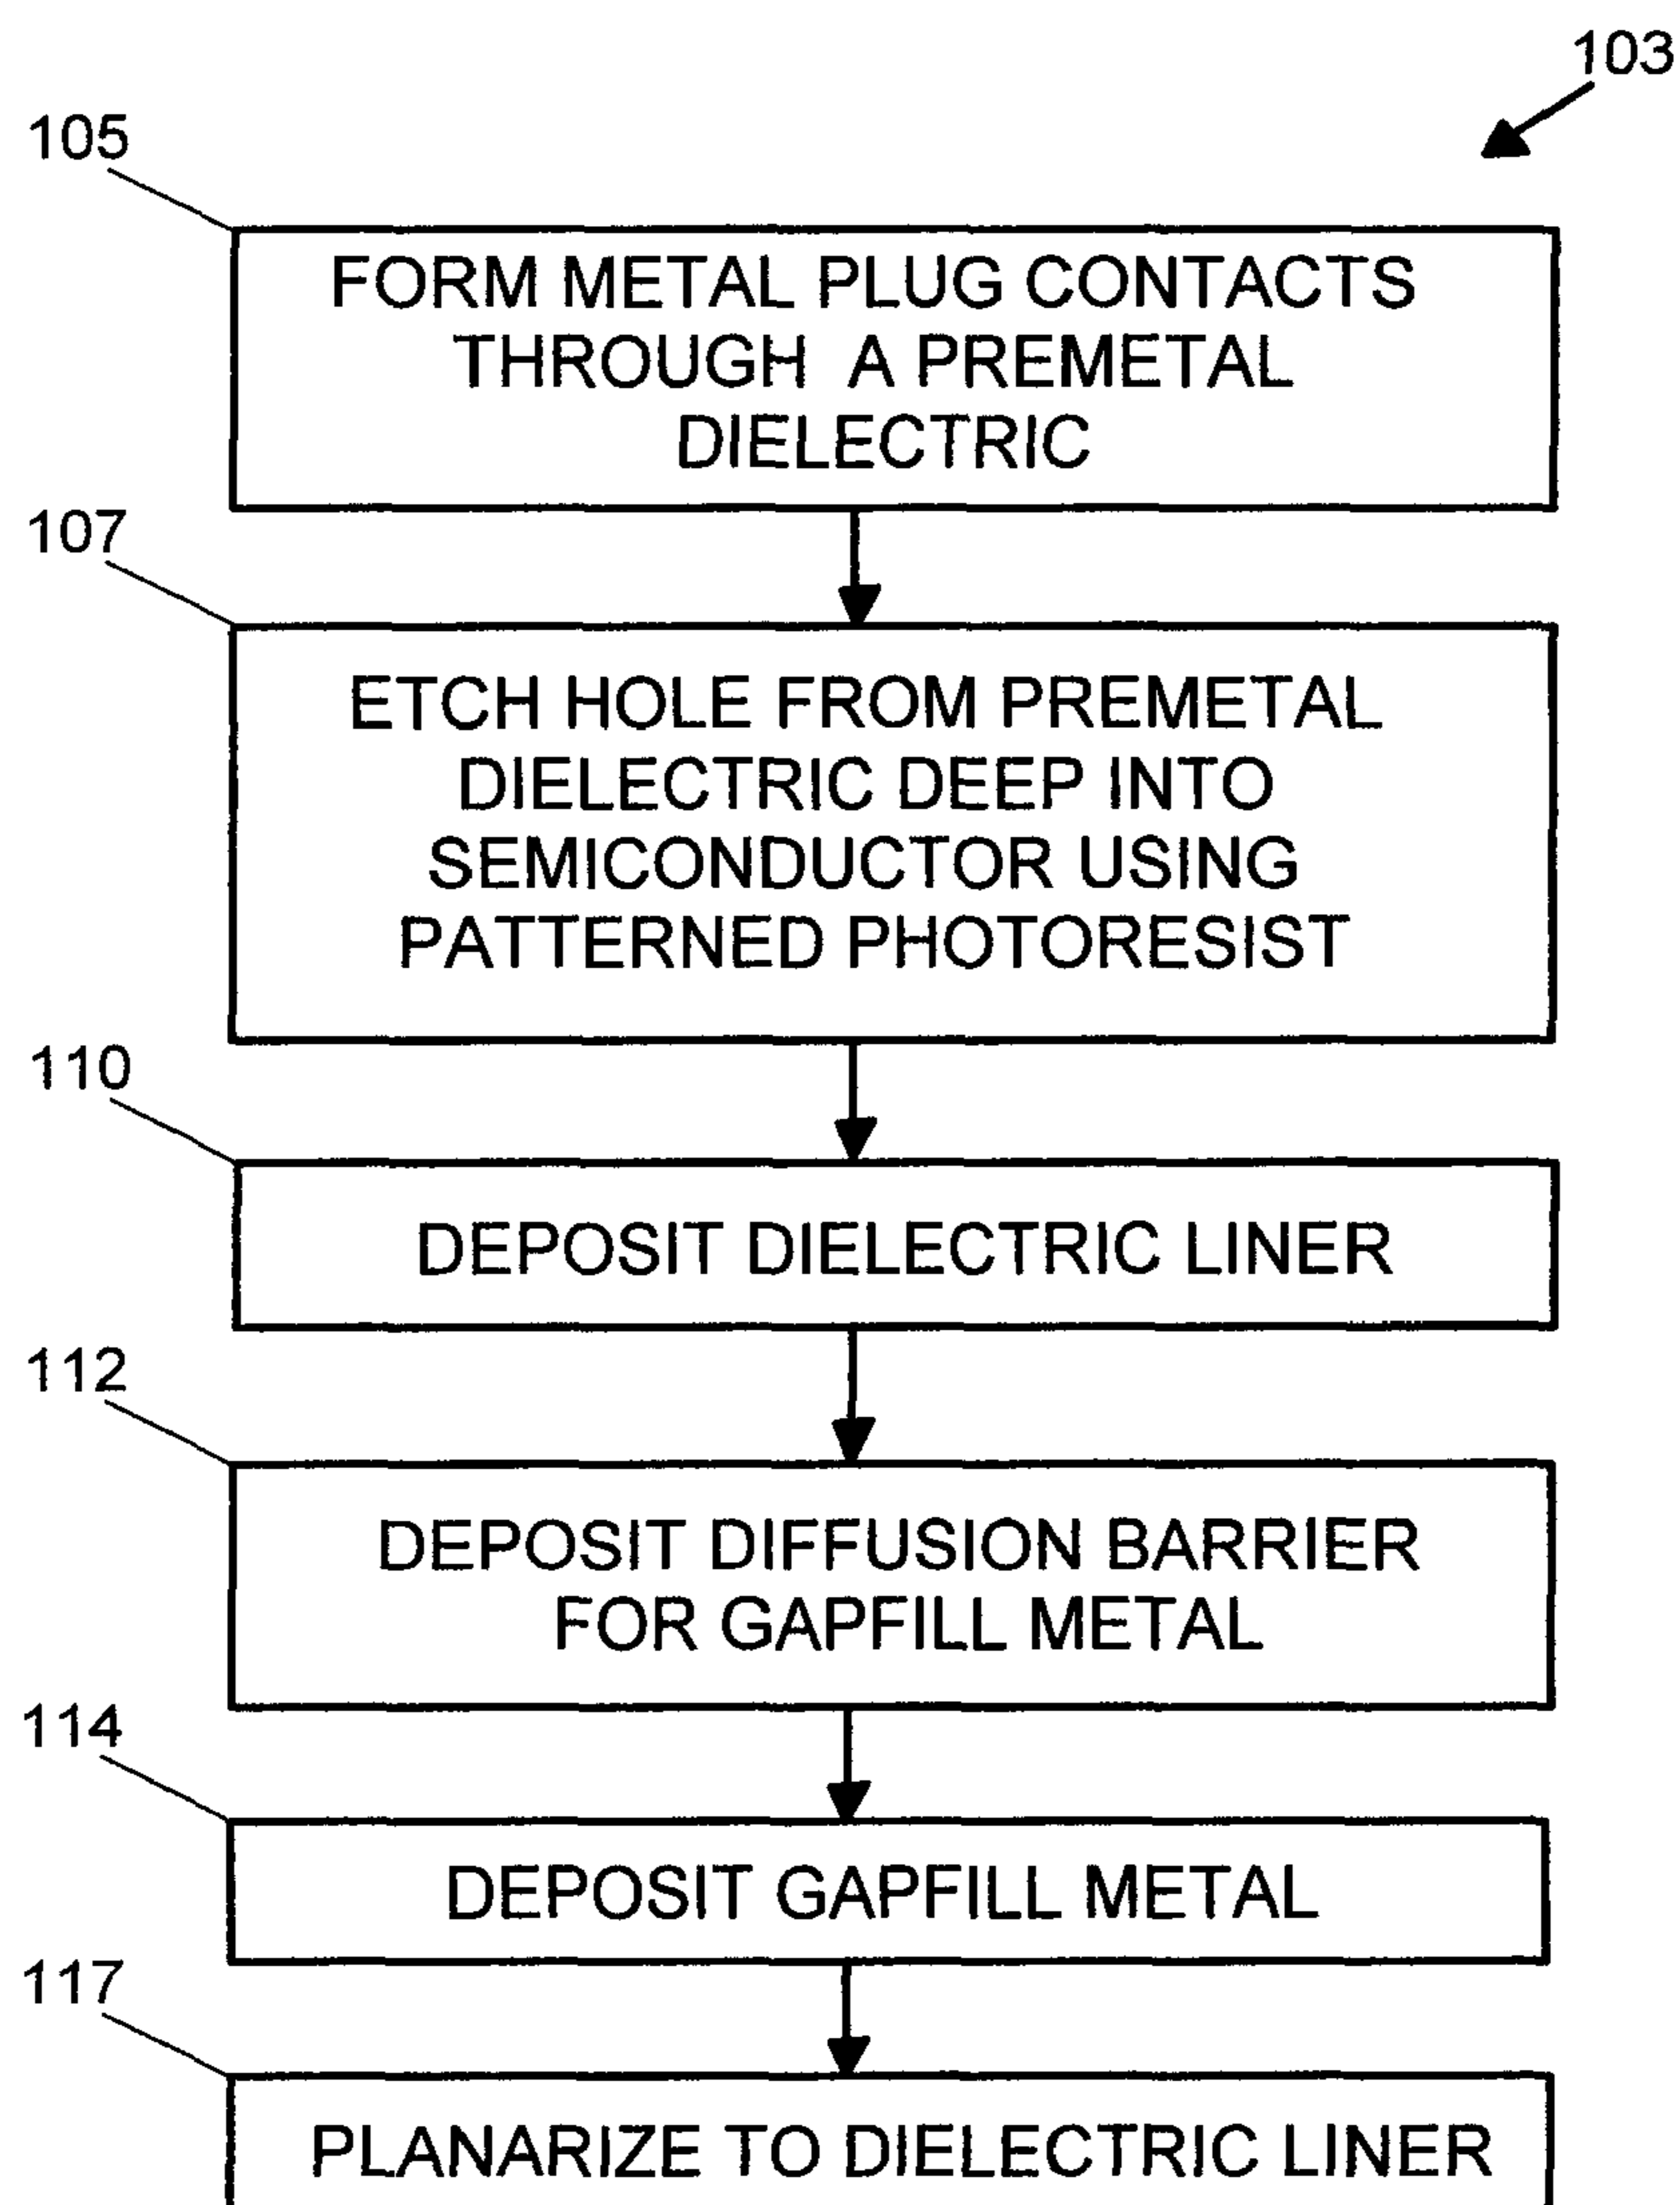 103
105
FORM METAL PLUG CONTACTS
THROUGH A PREMETAL
DIELECTRIC
107
ETCH HOLE FROM PREMETAL
DIELECTRIC DEEP INTO
SEMICONDUCTOR USING
PATTERNED PHOTORESIST
110
DEPOSIT DIELECTRIC LINER
112
DEPOSIT DIFFUSION BARRIER
FOR GAPFILL METAL
114
DEPOSIT GAPFILL METAL
117
PLANARIZE TO DIELECTRIC LINER